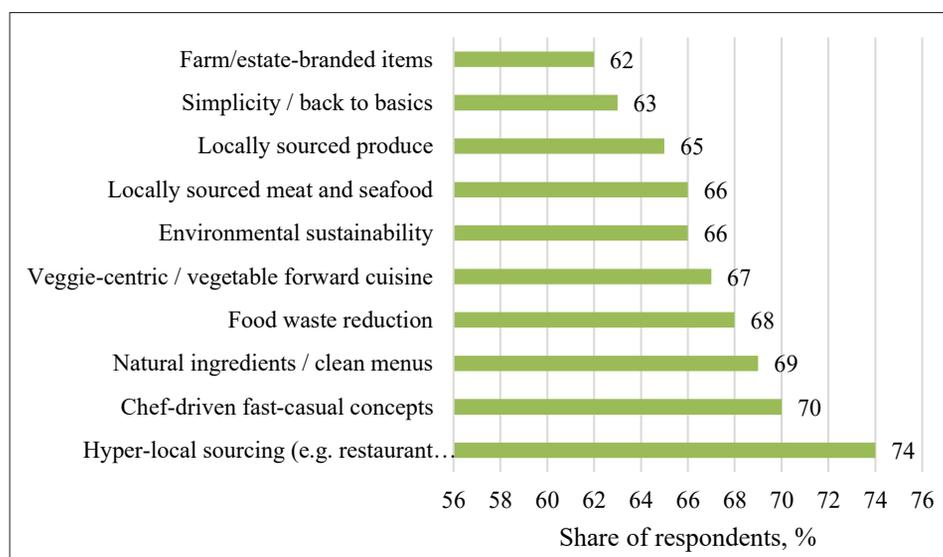 Farm/estate-branded items 62
Simplicity / back to basics 63
Locally sourced produce 65
Locally sourced meat and seafood 66
Environmental sustainability 66
Veggie-centric / vegetable forward cuisine 67
Food waste reduction 68
Natural ingredients / clean menus 69
Chef-driven fast-casual concepts 70
Hyper-local sourcing (e.g. restaurant… 74
56 58 60 62 64 66 68 70 72 74 76
Share of respondents, %